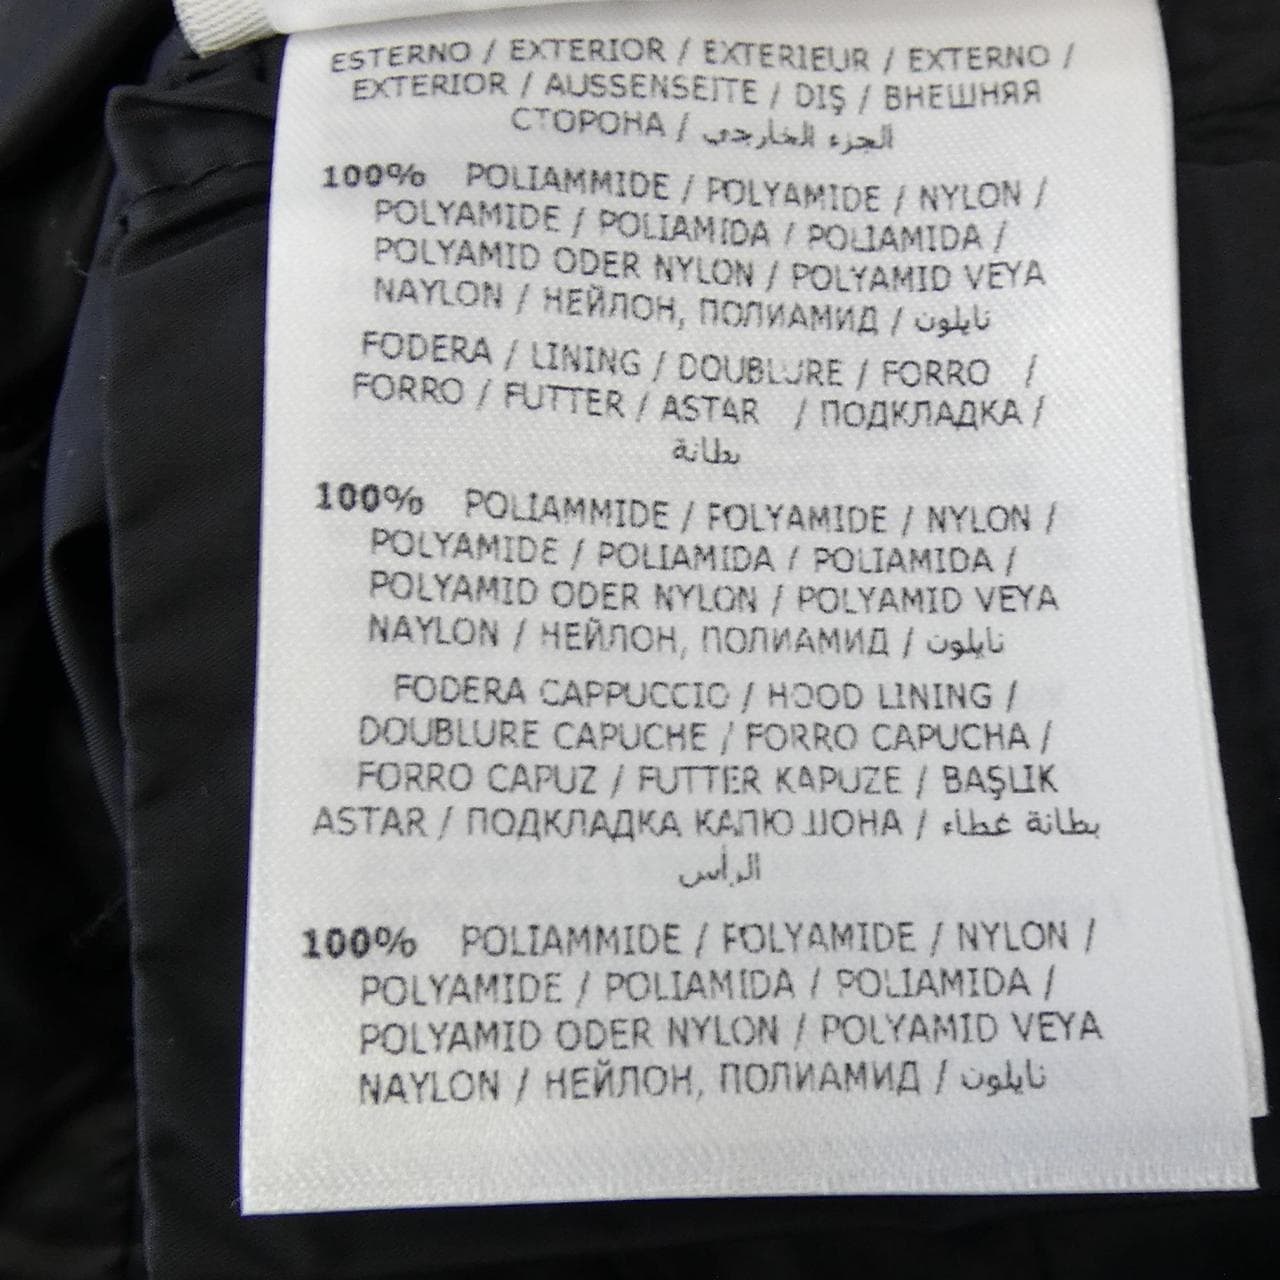 ESTERNO / EXTERIOR / EXTERIEUR / EXTERNO /
EXTERIOR / AUSSENSEITE / DIŞ / ВНЕШНЯЯ
СТОРОНА / الجزء الخارجي
100% POLIAMMIDE / POLYAMIDE / NYLON /
POLYAMIDE / POLIAMIDA / POLIAMIDA /
POLYAMID ODER NYLON / POLYAMID VEYA
NAYLON / НЕЙЛОН, ПОЛИАМИД / نايلون
FODERA / LINING / DOUBLURE / FORRO /
FORRO / FUTTER / ASTAR / ПОДКЛАДКА /
بطانة
100% POLIAMMIDE / POLYAMIDE / NYLON /
POLYAMIDE / POLIAMIDA / POLIAMIDA /
POLYAMID ODER NYLON / POLYAMID VEYA
NAYLON / НЕЙЛОН, ПОЛИАМИД / نايلون
FODERA CAPPUCCIO / HOOD LINING /
DOUBLURE CAPUCHE / FORRO CAPUCHA /
FORRO CAPUZ / FUTTER KAPUZE / BAŞLIK
ASTAR / ПОДКЛАДКА КАПЮШОНА / بطانة غطاء
الرأس
100% POLIAMMIDE / POLYAMIDE / NYLON /
POLYAMIDE / POLIAMIDA / POLIAMIDA /
POLYAMID ODER NYLON / POLYAMID VEYA
NAYLON / НЕЙЛОН, ПОЛИАМИД / نايلون